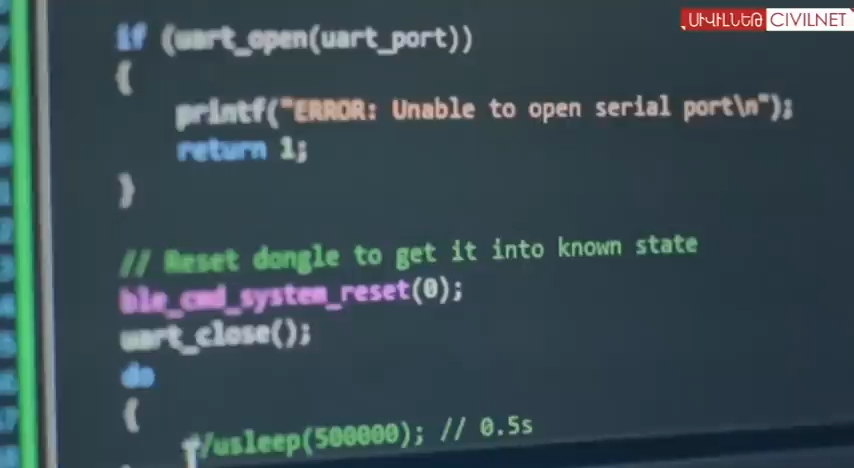 ՍԻՎԻԼՆԵԹ CIVILNET
if (uart_open(uart_port))
{
printf("ERROR: Unable to open serial port\n");
return 1;
}
// Reset dongle to get it into known state
ble_cmd_system_reset(0);
uart_close();
do
{
//usleep(500000); // 0.5s